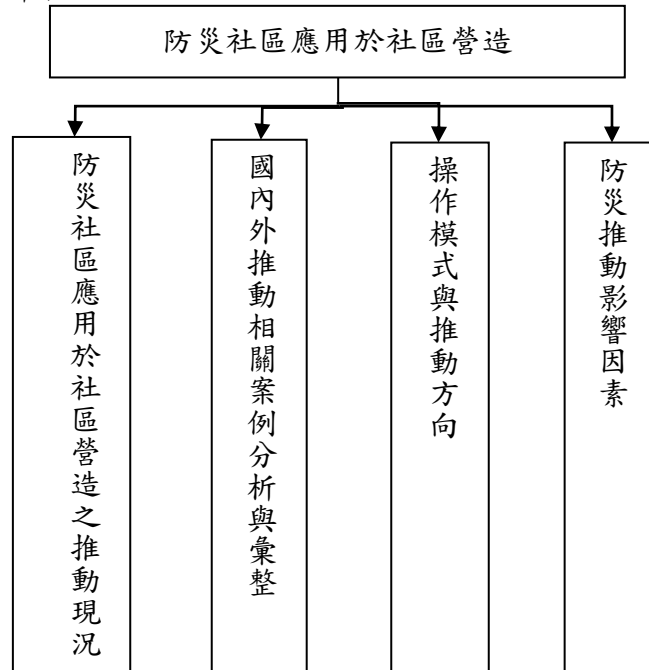 防災社區應用於社區營造
防災社區應用於社區營造之推動現況
國內外推動相關案例分析與彙整
操作模式與推動方向
防災推動影響因素